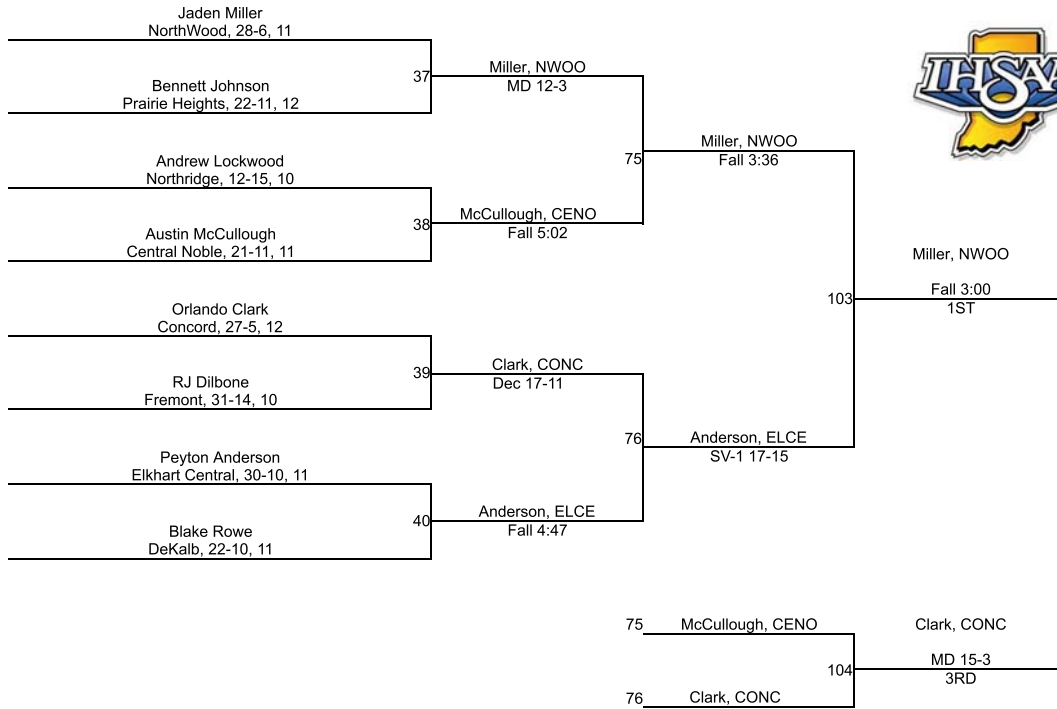 Jaden Miller
NorthWood, 28-6, 11
37
Bennett Johnson
Prairie Heights, 22-11, 12
Miller, NWOO
MD 12-3
75
Andrew Lockwood
Northridge, 12-15, 10
38
Austin McCullough
Central Noble, 21-11, 11
McCullough, CENO
Fall 5:02
Miller, NWOO
Fall 3:36
103
Orlando Clark
Concord, 27-5, 12
39
RJ Dilbone
Fremont, 31-14, 10
Clark, CONC
Dec 17-11
76
Peyton Anderson
Elkhart Central, 30-10, 11
40
Blake Rowe
DeKalb, 22-10, 11
Anderson, ELCE
Fall 4:47
Anderson, ELCE
SV-1 17-15
IHSAA
Miller, NWOO
Fall 3:00
1ST
75
McCullough, CENO
104
76
Clark, CONC
Clark, CONC
MD 15-3
3RD